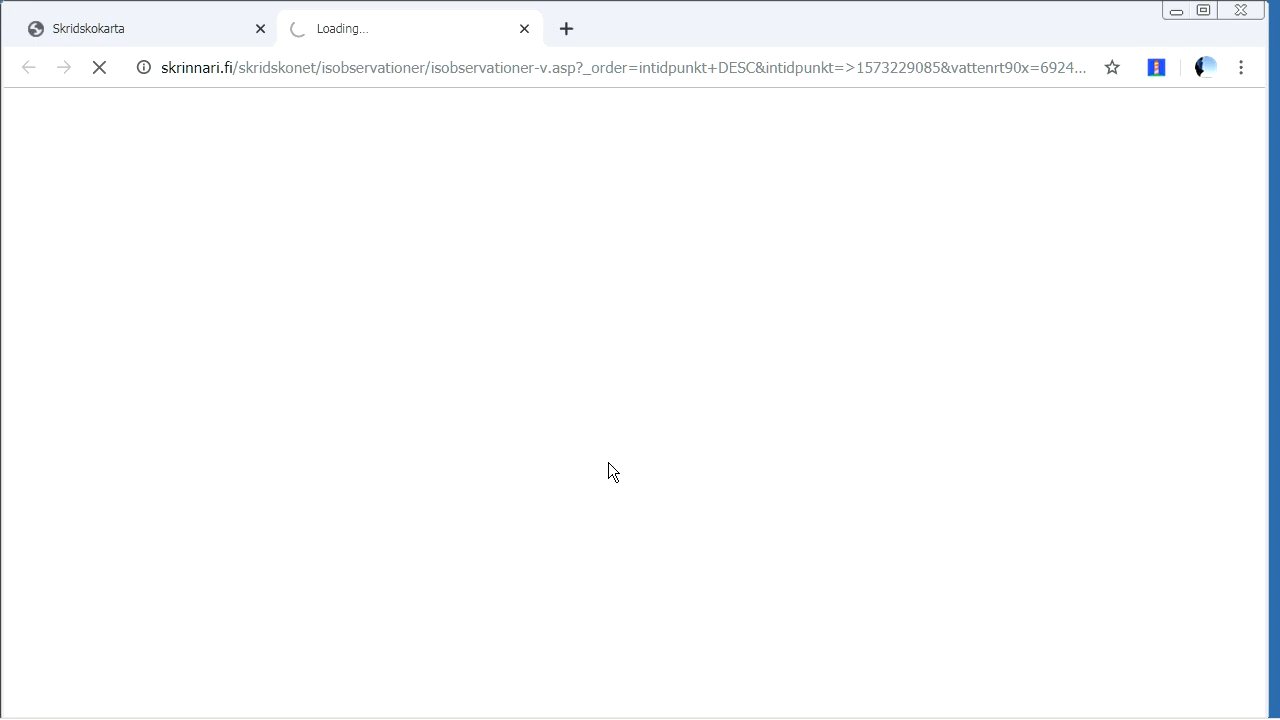 Skridskokarta
Loading...
skrinnari.fi/skridskonet/isobservationer/isobservationer-v.asp?_order=intidpunkt+DESC&intidpunkt=>1573229085&vattenrt90x=6924...